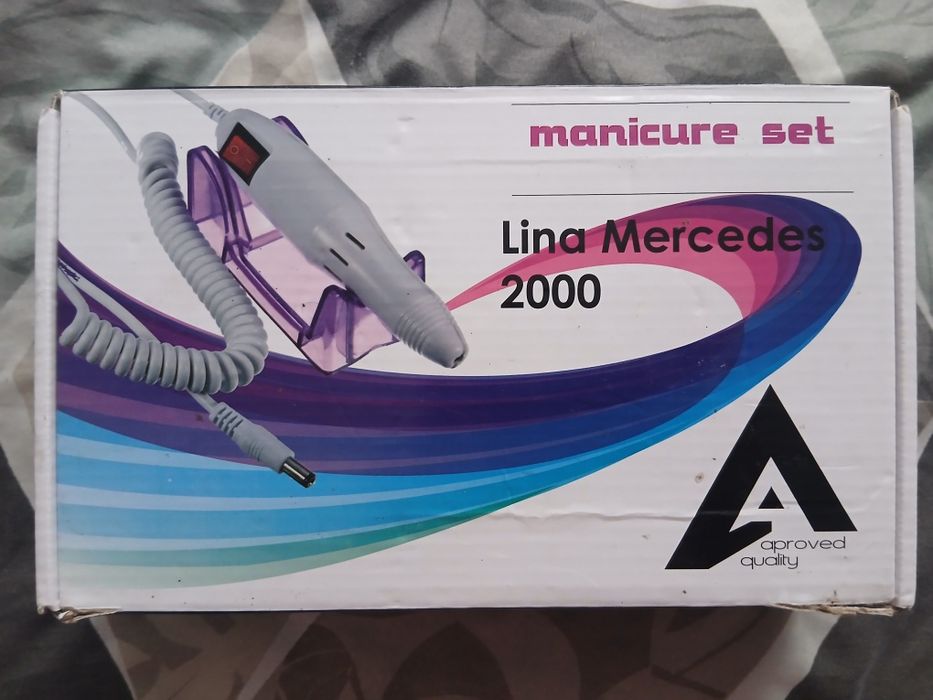 manicure set
Lina Mercedes
2000
aproved
quality